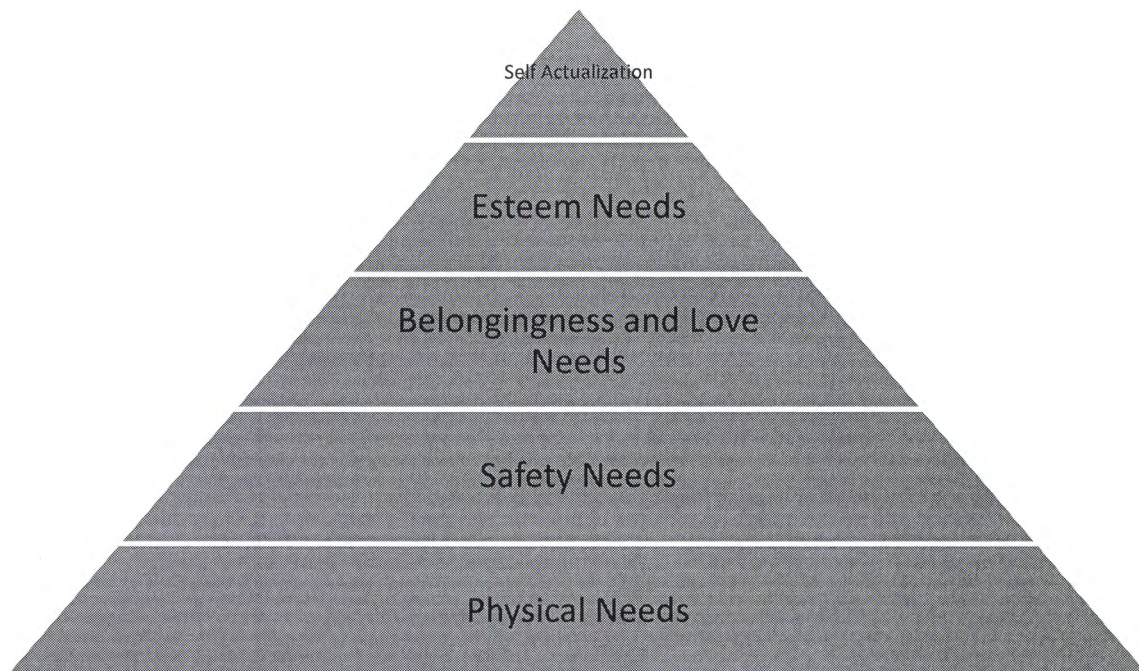 Self Actualization
Esteem Needs
Belongingness and Love
Needs
Safety Needs
Physical Needs